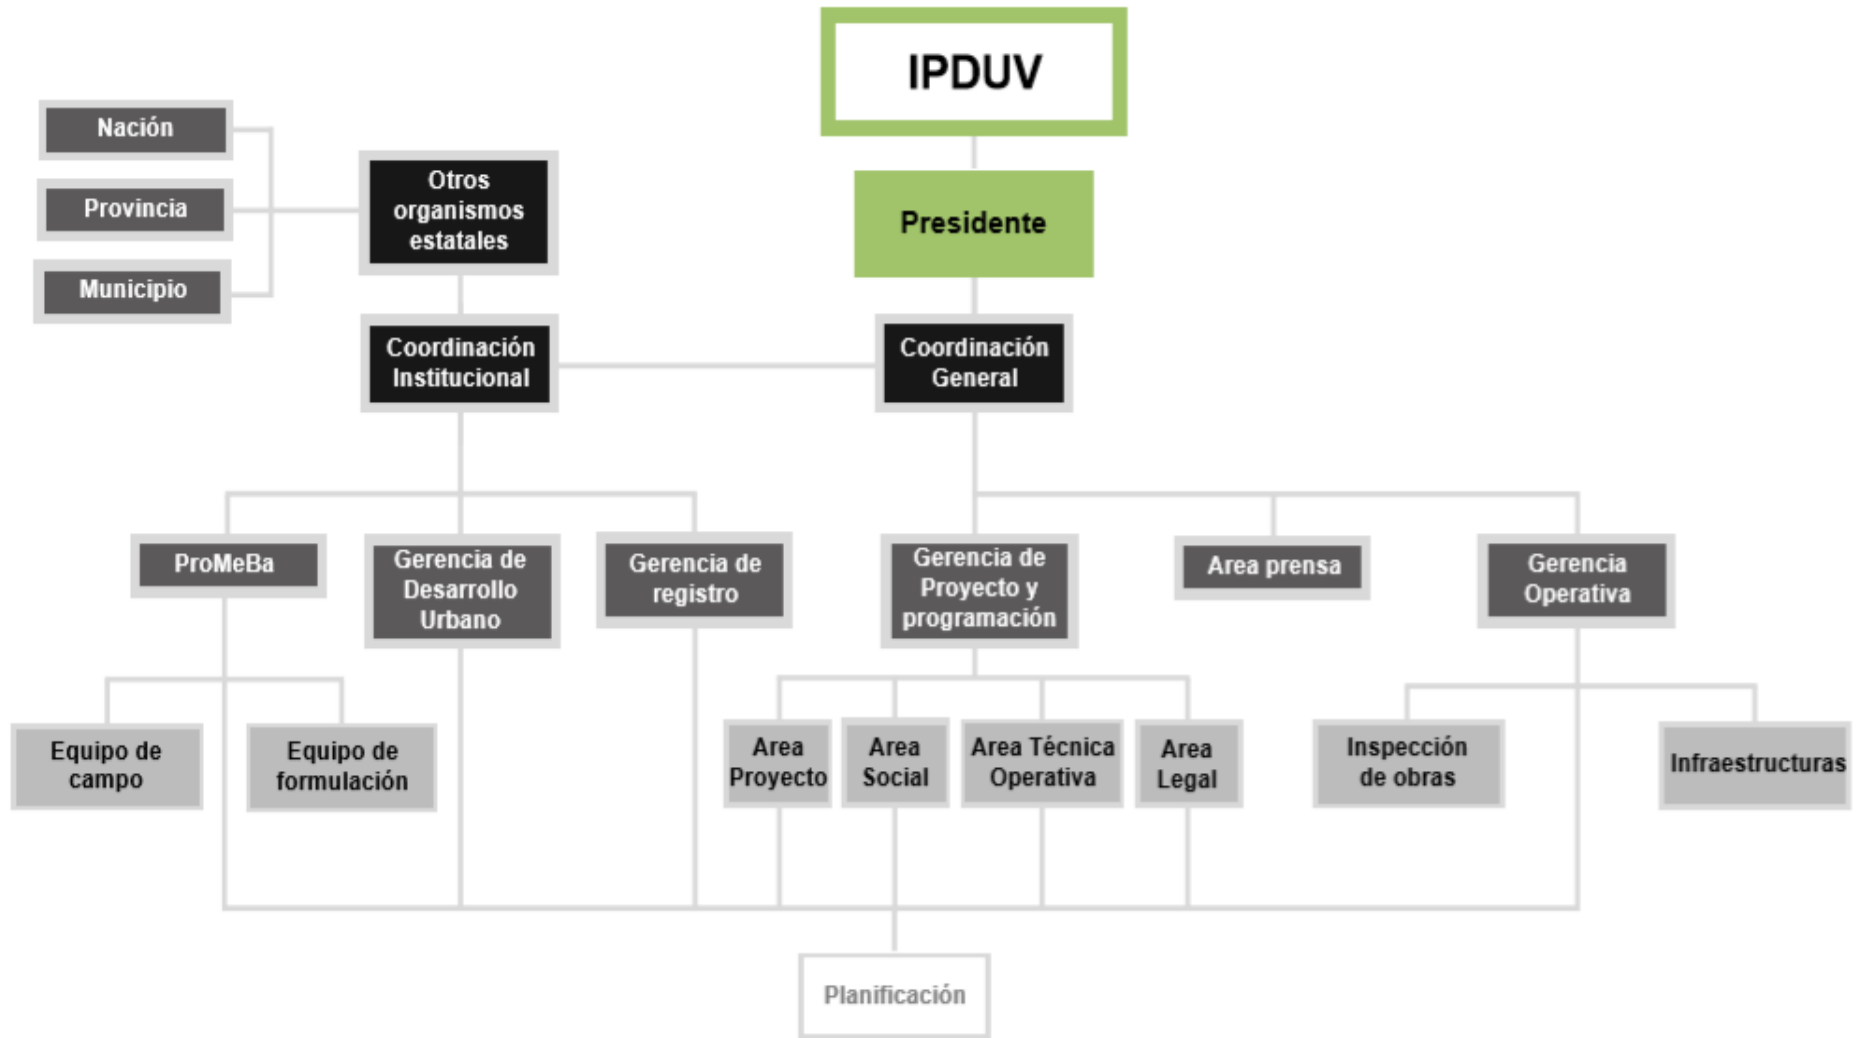 IPDUV
Nación
Provincia
Municipio
Otros
organismos
estatales
Presidente
Coordinación
Institucional
Coordinación
General
ProMeBa
Gerencia de
Desarrollo
Urbano
Gerencia de
registro
Gerencia de
Proyecto y
programación
Area prensa
Gerencia
Operativa
Equipo de
campo
Equipo de
formulación
Area
Proyecto
Area
Social
Area Técnica
Operativa
Area
Legal
Inspección
de obras
Infraestructuras
Planificación